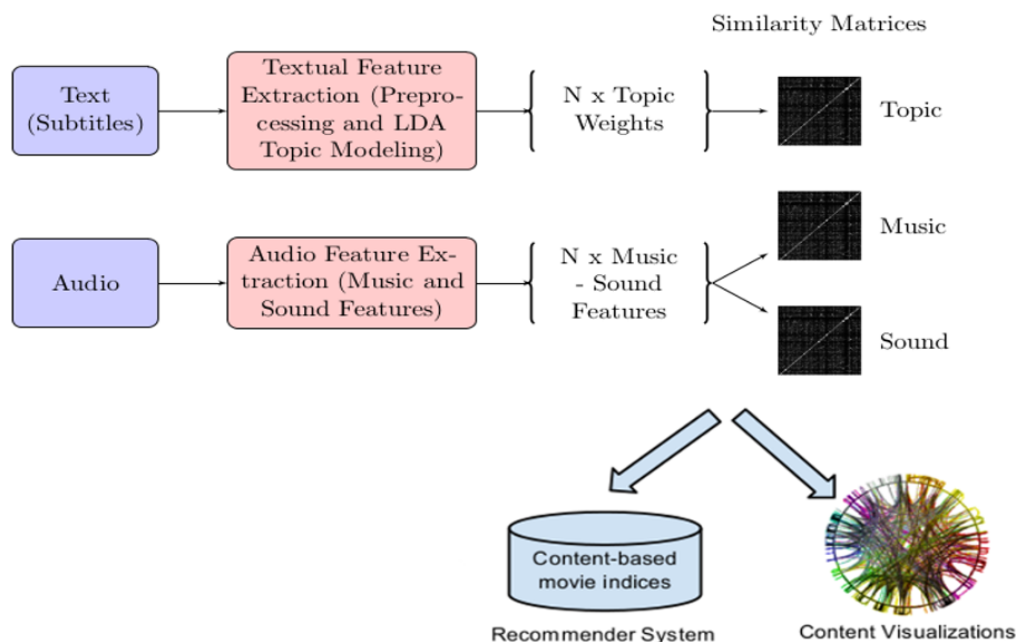 Similarity Matrices
Text
(Subtitles)
Textual Feature
Extraction (Prepro-
cessing and LDA
Topic Modeling)
N x Topic
Weights
Topic
Audio
Audio Feature Ex-
traction (Music and
Sound Features)
N x Music
- Sound
Features
Music
Sound
Content-based
movie indices
Recommender System
Content Visualizations